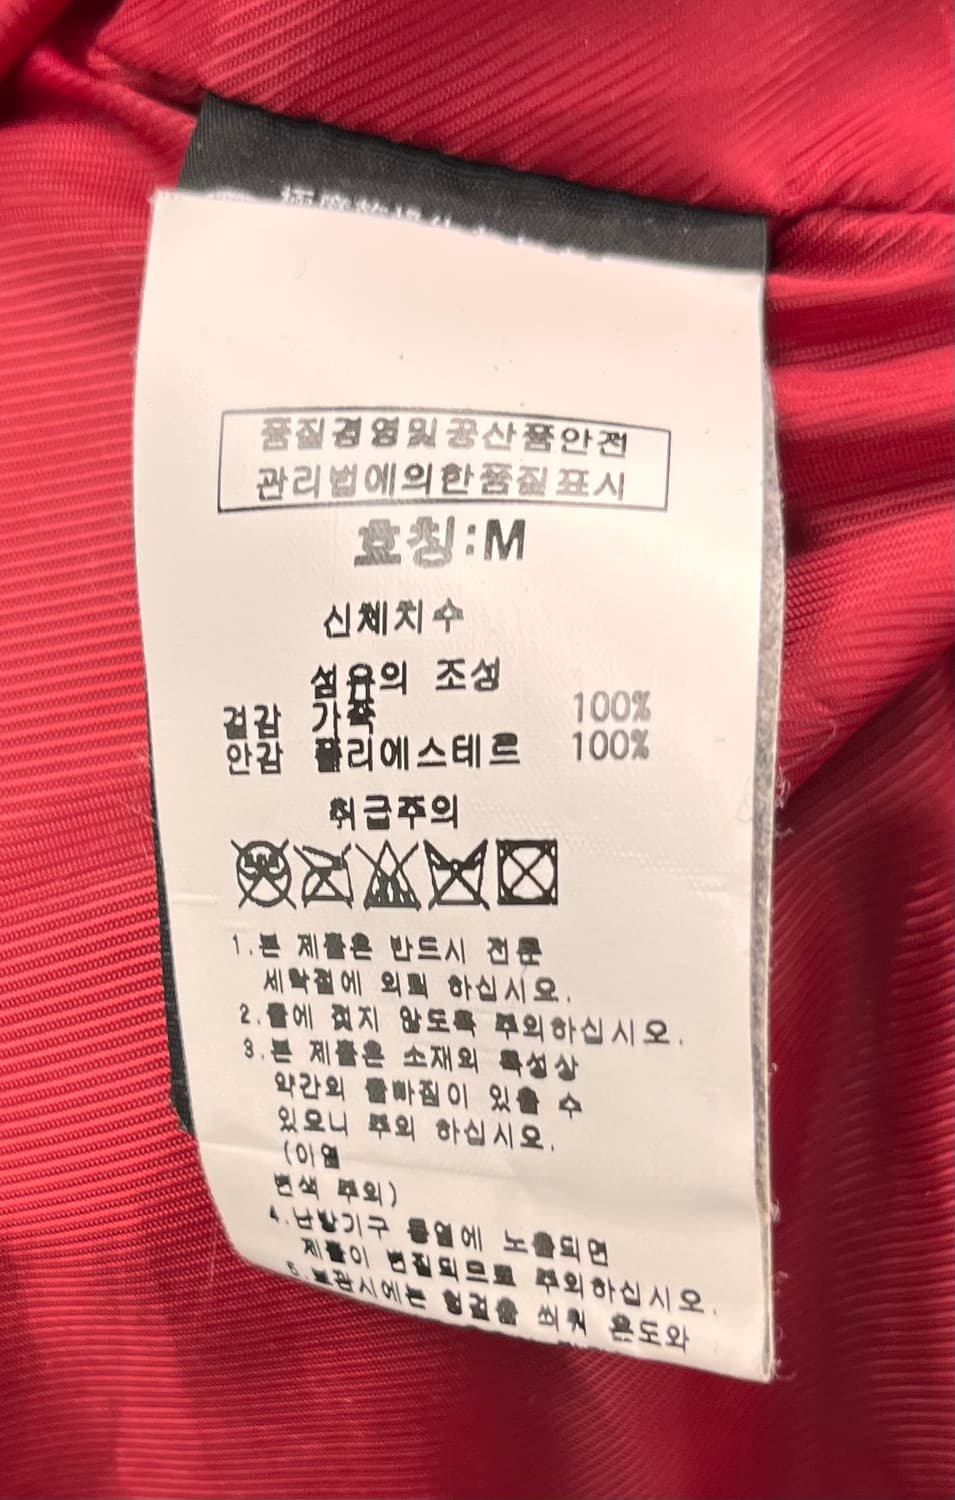 품질경영및공산품안전
관리법에의한품질표시
호칭:M
신체치수
섬유의 조성
겉감 가죽 100%
안감 폴리에스테르 100%
취급주의
1.본 제품은 반드시 전문
세탁점에 의뢰 하십시오.
2.물에 젖지 않도록 주의하십시오.
3.본 제품은 소재의 특성상
약간의 물빠짐이 있을 수
있으니 주의 하십시오.
(이염
변색 주의)
4.난방기구 등열에 노출되면
제품이 변질되므로 주의하십시오.
5.보관시에는 헝겊을 씌워 온도와